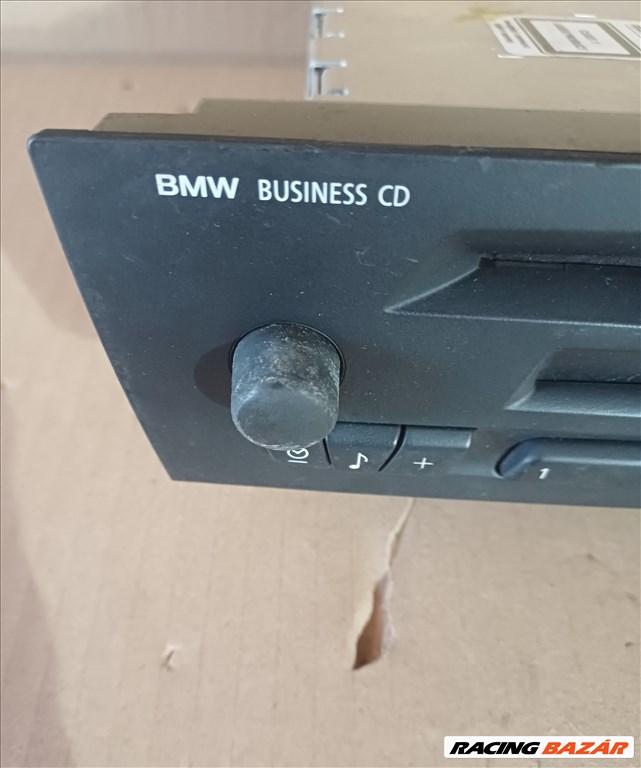 BMW BUSINESS CD
+
1
RACING BAZÁR